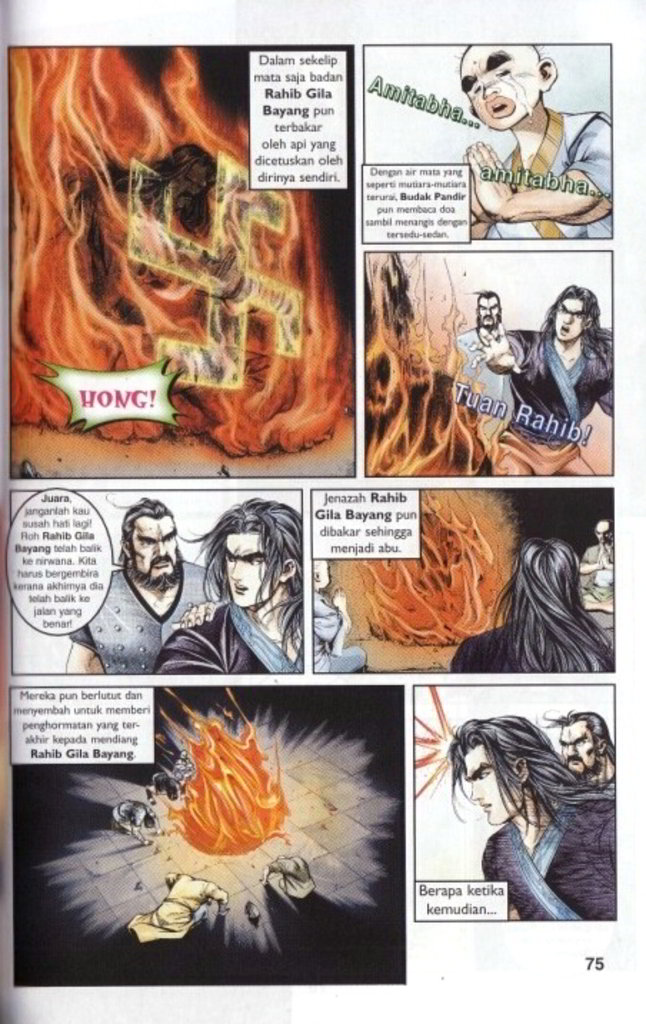 Dalam sekelip
mata saja badan
Rahib Gila
Bayang pun
terbakar
oleh api yang
dicetuskan oleh
dirinya sendiri.
HONG!
Amitabha...
amitabha...
Dengan air mata yang
seperti mutiara-mutiara
terurai, Budak Pandir
pun membaca doa
sambil menangis dengan
tersedu-sedan.
Tuan Rahib!
Juara,
janganlah kau
susah hati lagi!
Roh Rahib Gila
Bayang telah balik
ke nirwana. Kita
harus bergembira
kerana akhirnya dia
telah balik ke
jalan yang
benar!
Jenazah Rahib
Gila Bayang pun
dibakar sehingga
menjadi abu.
Mereka pun berlutut dan
menyembah untuk memberi
penghormatan yang ter-
akhir kepada mendiang
Rahib Gila Bayang.
Berapa ketika
kemudian...
75